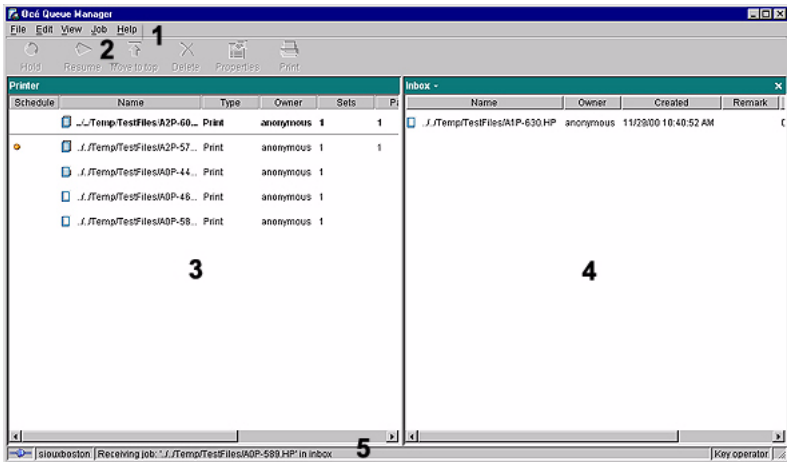 Océ Queue Manager
File Edit View Job Help 1
2
Hold Resume Move to top Delete Properties Print
Printer
Schedule Name Type Owner Sets Pa
../../Temp/TestFiles/A2P-60... Print anonymous 1 1
../../Temp/TestFiles/A2P-57... Print anonymous 1 1
../../Temp/TestFiles/A0P-44... Print anonymous 1
../../Temp/TestFiles/A0P-46... Print anonymous 1
../../Temp/TestFiles/A0P-58... Print anonymous 1
3
Inbox
Name Owner Created Remark
../../Temp/TestFiles/A1P-630.HP anonymous 11/29/00 10:40:52 AM
4
siouxboston Receiving job: '../../Temp/TestFiles/A0P-589.HP' in inbox 5 Key operator